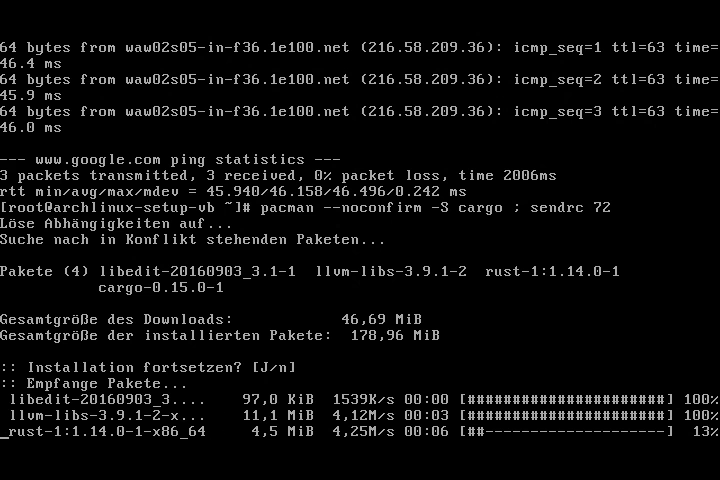 64 bytes from waw02s05-in-f36.1e100.net (216.58.209.36): icmp_seq=1 ttl=63 time=
46.4 ms
64 bytes from waw02s05-in-f36.1e100.net (216.58.209.36): icmp_seq=2 ttl=63 time=
45.9 ms
64 bytes from waw02s05-in-f36.1e100.net (216.58.209.36): icmp_seq=3 ttl=63 time=
46.0 ms
--- www.google.com ping statistics ---
3 packets transmitted, 3 received, 0% packet loss, time 2006ms
rtt min/avg/max/mdev = 45.940/46.158/46.496/0.242 ms
[root@archlinux-setup-vb ~]# pacman --noconfirm -S cargo ; sendrc 72
Löse Abhängigkeiten auf...
Suche nach in Konflikt stehenden Paketen...
Pakete (4) libedit-20160903_3.1-1  llvm-libs-3.9.1-2  rust-1:1.14.0-1
cargo-0.15.0-1
Gesamtgröße des Downloads: 46,69 MiB
Gesamtgröße der installierten Pakete: 178,96 MiB
:: Installation fortsetzen? [J/n]
:: Empfange Pakete...
libedit-20160903_3.... 97,0 KiB 1539K/s 00:00 [######################] 100%
llvm-libs-3.9.1-2-x... 11,1 MiB 4,12M/s 00:03 [######################] 100%
_rust-1:1.14.0-1-x86_64 4,5 MiB 4,25M/s 00:06 [##--------------------] 13%